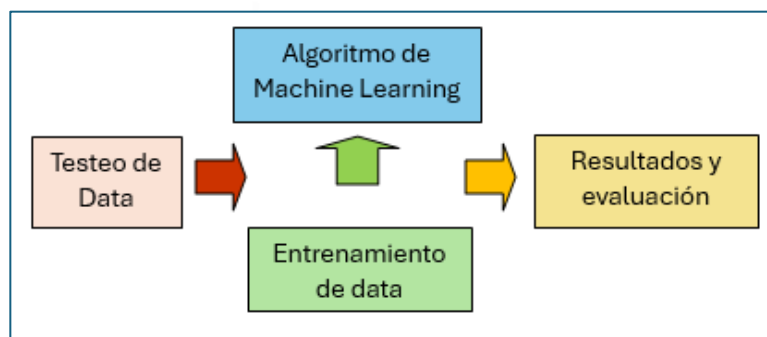 Algoritmo de
Machine Learning
Testeo de
Data
Resultados y
evaluación
Entrenamiento
de data